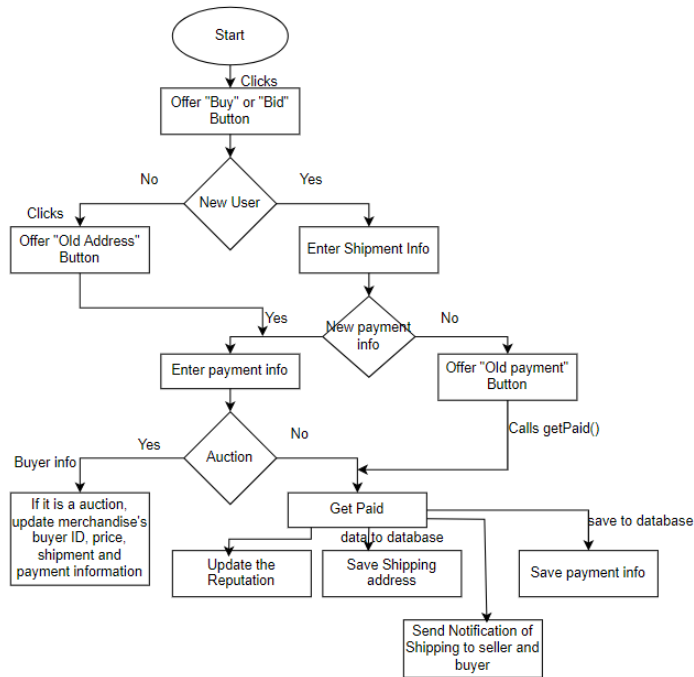 Start
Clicks
Offer "Buy" or "Bid"
Button
No
Yes
New User
Clicks
Offer "Old Address"
Button
Enter Shipment Info
Yes
New payment
info
No
Enter payment info
Offer "Old payment"
Button
Calls getPaid()
Yes
No
Auction
Buyer info
If it is a auction,
update merchandise's
buyer ID, price,
shipment and
payment information
Get Paid
data to database
save to database
Update the
Reputation
Save Shipping
address
Save payment info
Send Notification of
Shipping to seller and
buyer